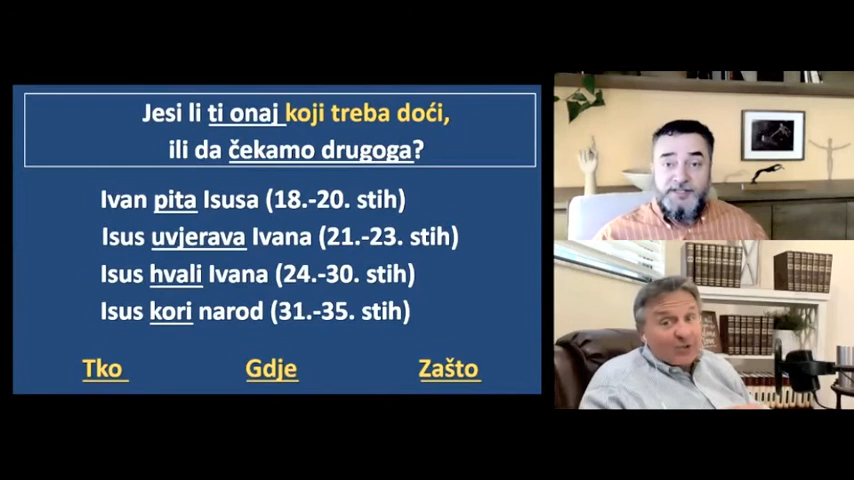 Jesi li ti onaj koji treba doći,
ili da čekamo drugoga?
Ivan pita Isusa (18.-20. stih)
Isus uvjerava Ivana (21.-23. stih)
Isus hvali Ivana (24.-30. stih)
Isus kori narod (31.-35. stih)
Tko Gdje Zašto